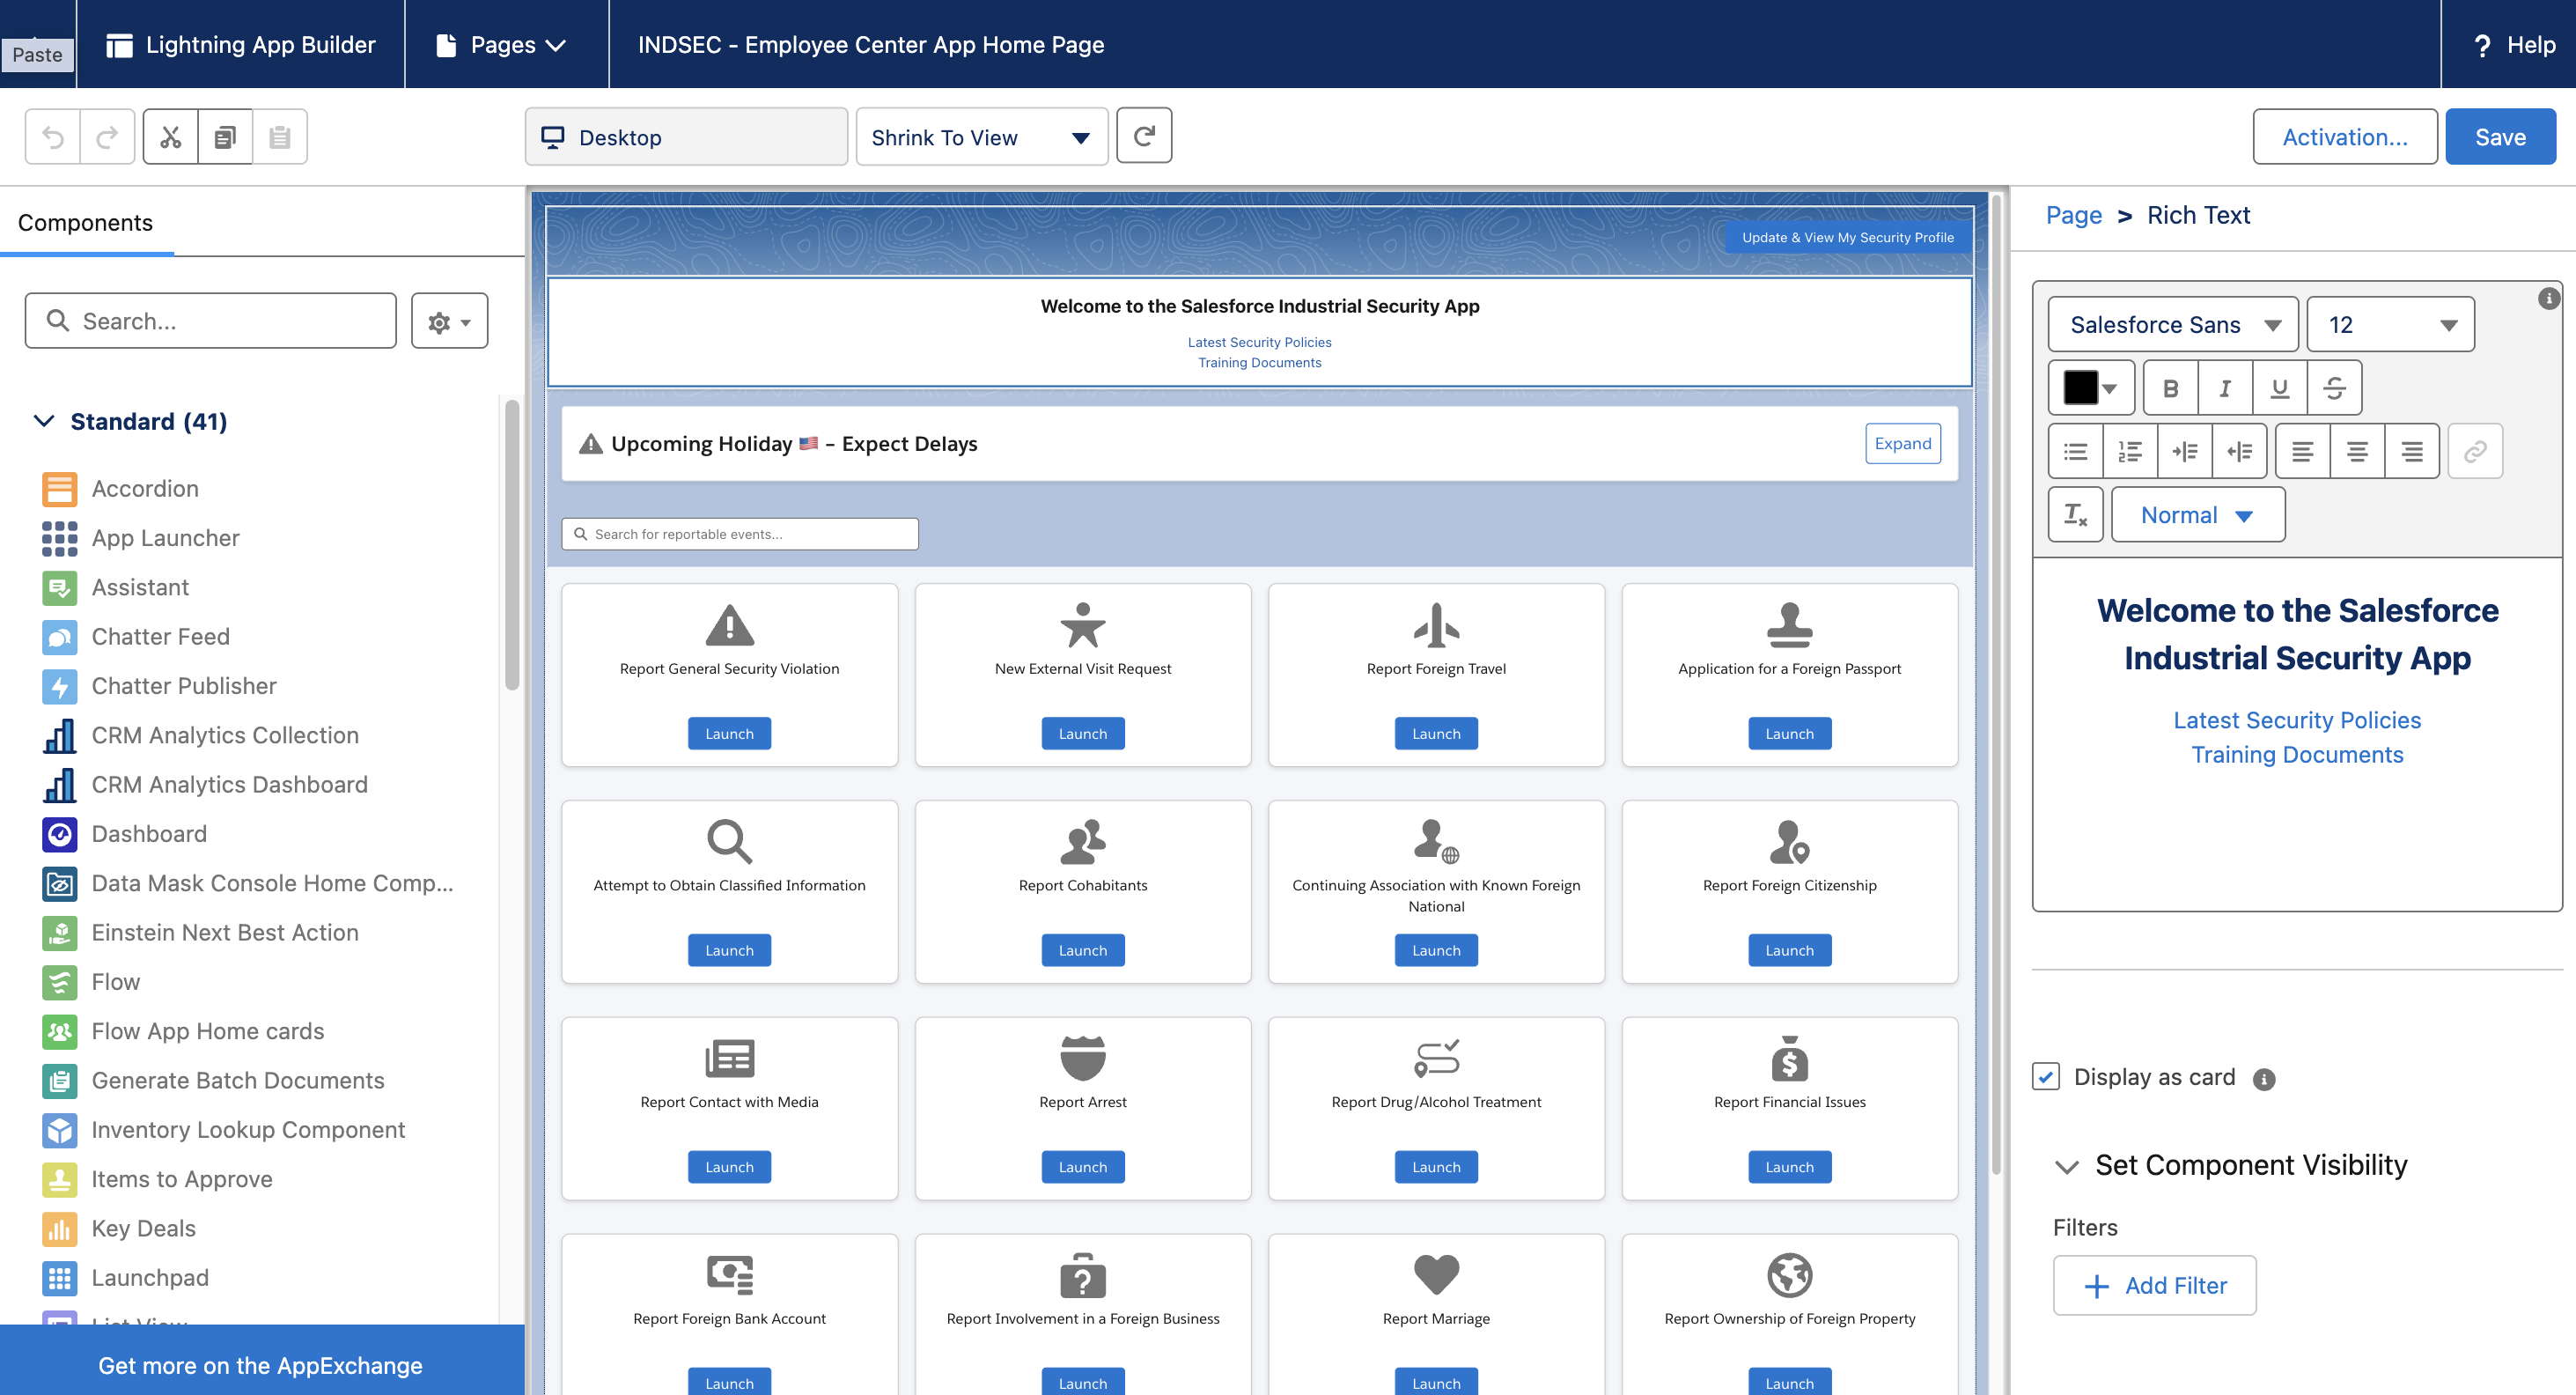 Paste
Lightning App Builder
Pages
INDSEC - Employee Center App Home Page
? Help
Desktop
Shrink To View
Activation...
Save
Components
Search...
Standard (41)
Accordion
App Launcher
Assistant
Chatter Feed
Chatter Publisher
CRM Analytics Collection
CRM Analytics Dashboard
Dashboard
Data Mask Console Home Comp...
Einstein Next Best Action
Flow
Flow App Home cards
Generate Batch Documents
Inventory Lookup Component
Items to Approve
Key Deals
Launchpad
List View
Get more on the AppExchange
Update & View My Security Profile
Welcome to the Salesforce Industrial Security App
Latest Security Policies
Training Documents
Upcoming Holiday 🇺🇸 – Expect Delays
Expand
Search for reportable events...
Report General Security Violation
Launch
New External Visit Request
Launch
Report Foreign Travel
Launch
Application for a Foreign Passport
Launch
Attempt to Obtain Classified Information
Launch
Report Cohabitants
Launch
Continuing Association with Known Foreign
National
Launch
Report Foreign Citizenship
Launch
Report Contact with Media
Launch
Report Arrest
Launch
Report Drug/Alcohol Treatment
Launch
Report Financial Issues
Launch
Report Foreign Bank Account
Launch
Report Involvement in a Foreign Business
Launch
Report Marriage
Launch
Report Ownership of Foreign Property
Launch
Page > Rich Text
Salesforce Sans
12
B I U S
Normal
Welcome to the Salesforce
Industrial Security App
Latest Security Policies
Training Documents
Display as card
Set Component Visibility
Filters
+ Add Filter